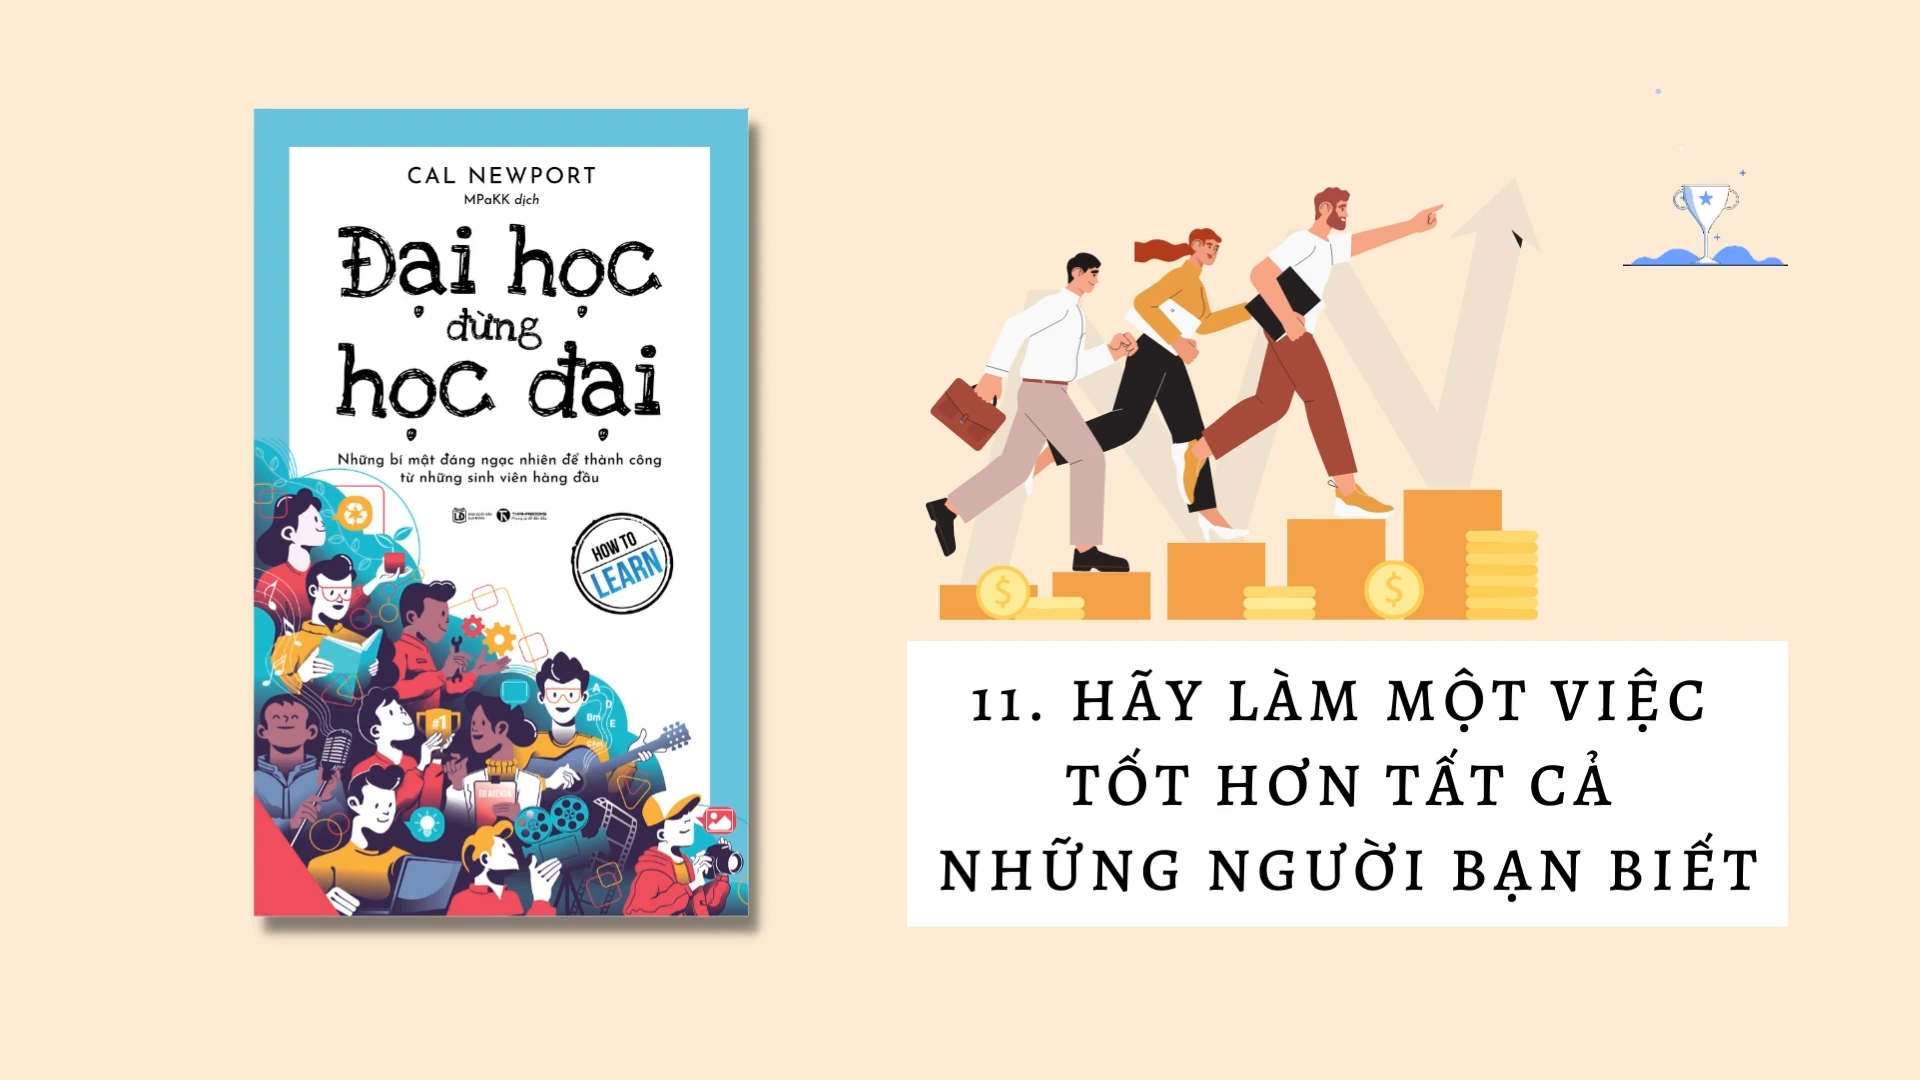 CAL NEWPORT
MPaKK dịch
Đại học
đừng
học đại
Những bí mật đáng ngạc nhiên để thành công
từ những sinh viên hàng đầu
HOW TO
LEARN
#1
A
D
Bm
E
$
$
11. HÃY LÀM MỘT VIỆC
TỐT HƠN TẤT CẢ
NHỮNG NGƯỜI BẠN BIẾT